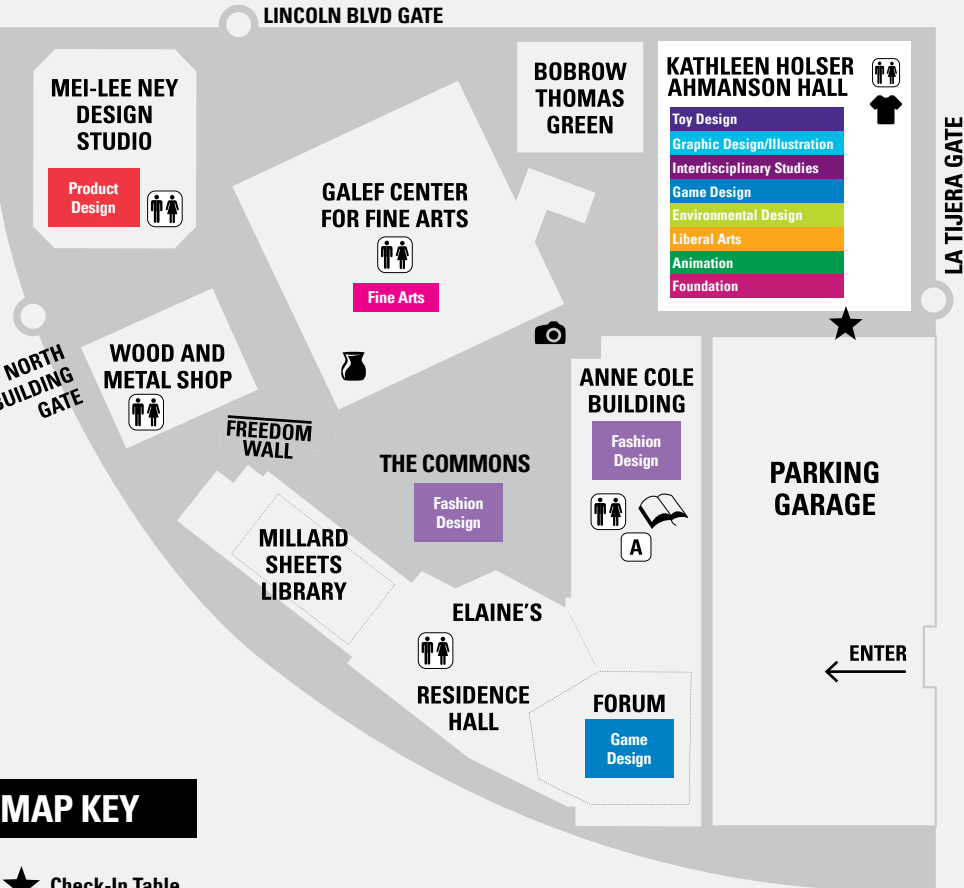 LINCOLN BLVD GATE
MEI-LEE NEY
DESIGN
STUDIO
Product
Design
BOBROW
THOMAS
GREEN
KATHLEEN HOLSER
AHMANSON HALL
Toy Design
Graphic Design/Illustration
Interdisciplinary Studies
Game Design
Environmental Design
Liberal Arts
Animation
Foundation
LA TIJERA GATE
GALEF CENTER
FOR FINE ARTS
Fine Arts
NORTH
BUILDING
GATE
WOOD AND
METAL SHOP
FREEDOM
WALL
THE COMMONS
Fashion
Design
ANNE COLE
BUILDING
Fashion
Design
A
PARKING
GARAGE
MILLARD
SHEETS
LIBRARY
ELAINE'S
RESIDENCE
HALL
FORUM
Game
Design
ENTER
MAP KEY
Check-In Table